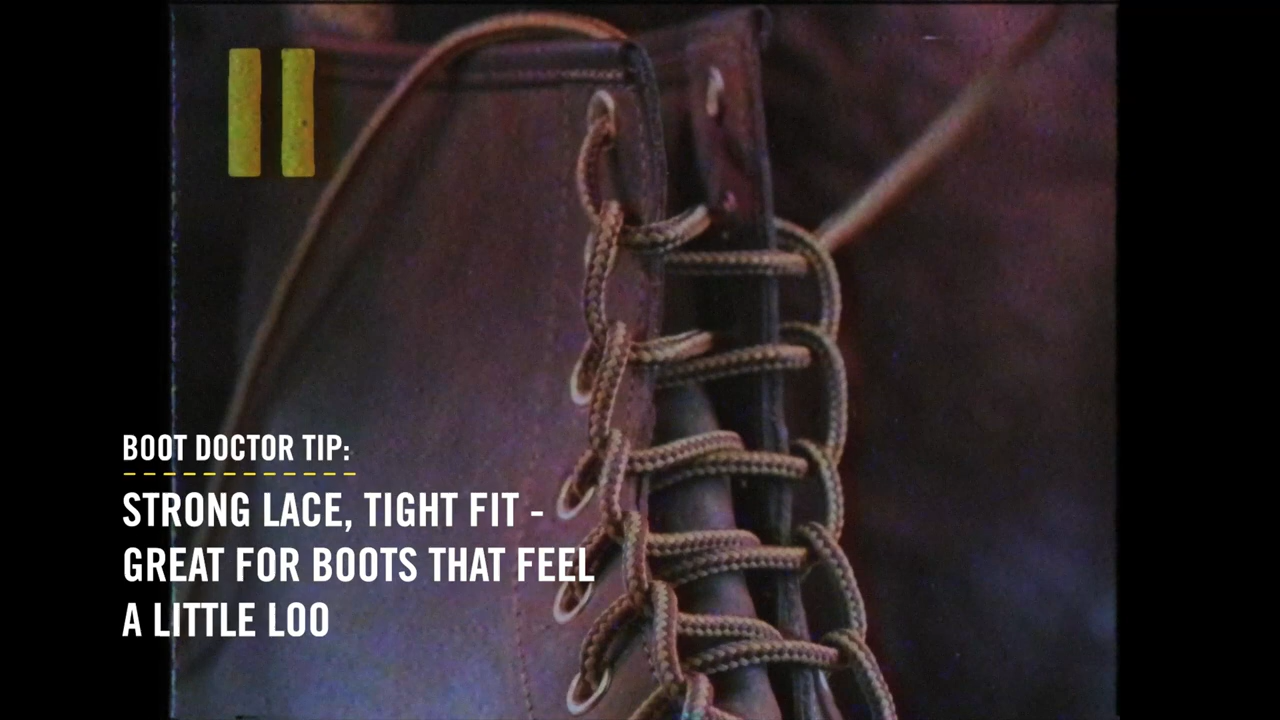 BOOT DOCTOR TIP:
STRONG LACE, TIGHT FIT -
GREAT FOR BOOTS THAT FEEL
A LITTLE LOO